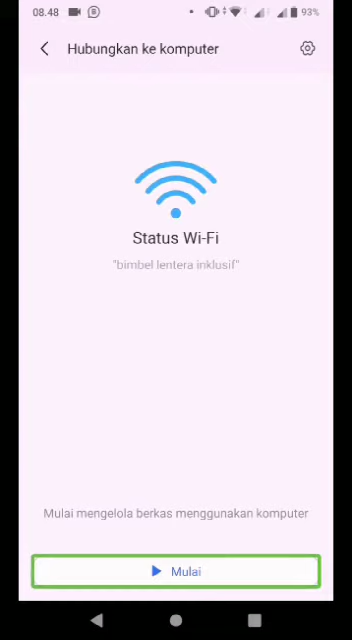 08.48 93%
Hubungkan ke komputer
Status Wi-Fi
"bimbel lentera inklusif"
Mulai mengelola berkas menggunakan komputer
Mulai